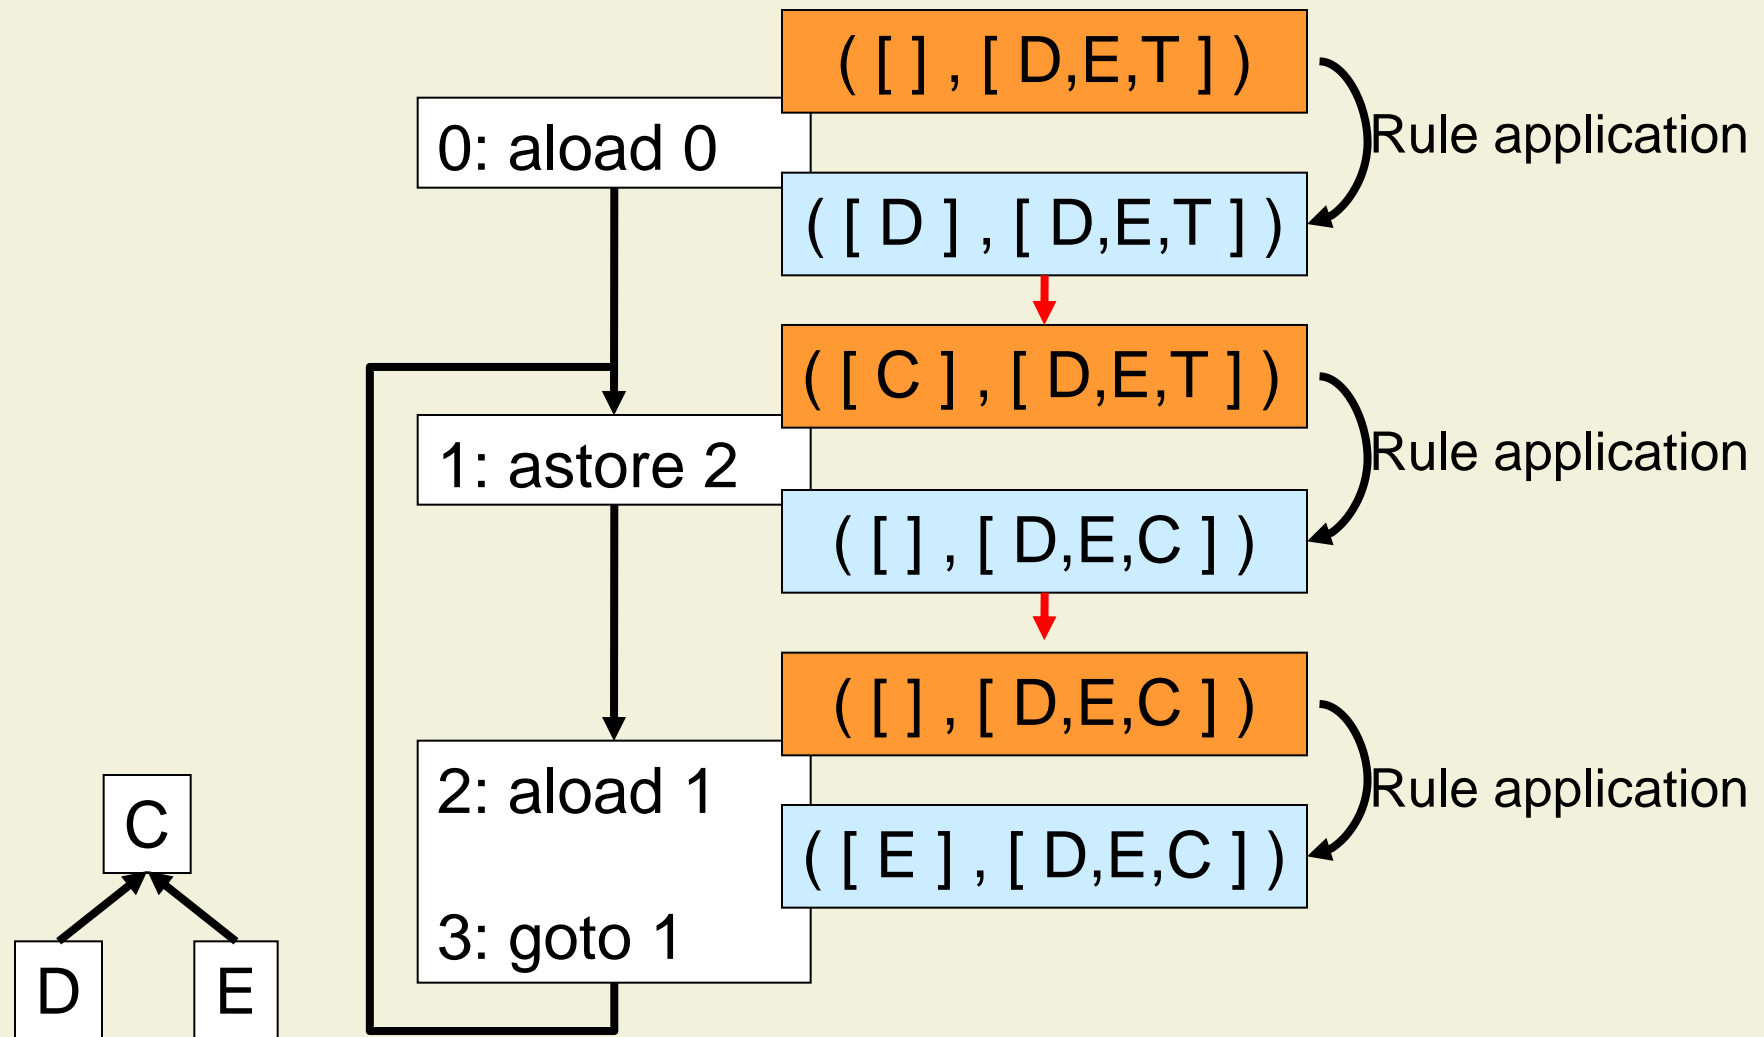 ( [ ] , [ D,E,T ] )
0: aload 0
Rule application
( [ D ] , [ D,E,T ] )
( [ C ] , [ D,E,T ] )
1: astore 2
Rule application
( [ ] , [ D,E,C ] )
( [ ] , [ D,E,C ] )
2: aload 1
Rule application
( [ E ] , [ D,E,C ] )
3: goto 1
C
D
E